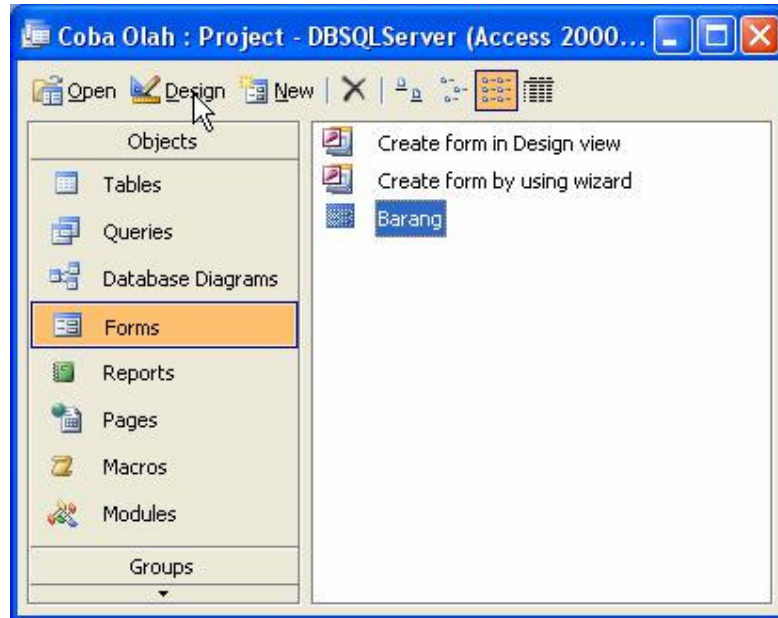 Coba Olah : Project - DBSQLServer (Access 2000...
Open Design New
Objects
Tables
Queries
Database Diagrams
Forms
Reports
Pages
Macros
Modules
Groups
Create form in Design view
Create form by using wizard
Barang